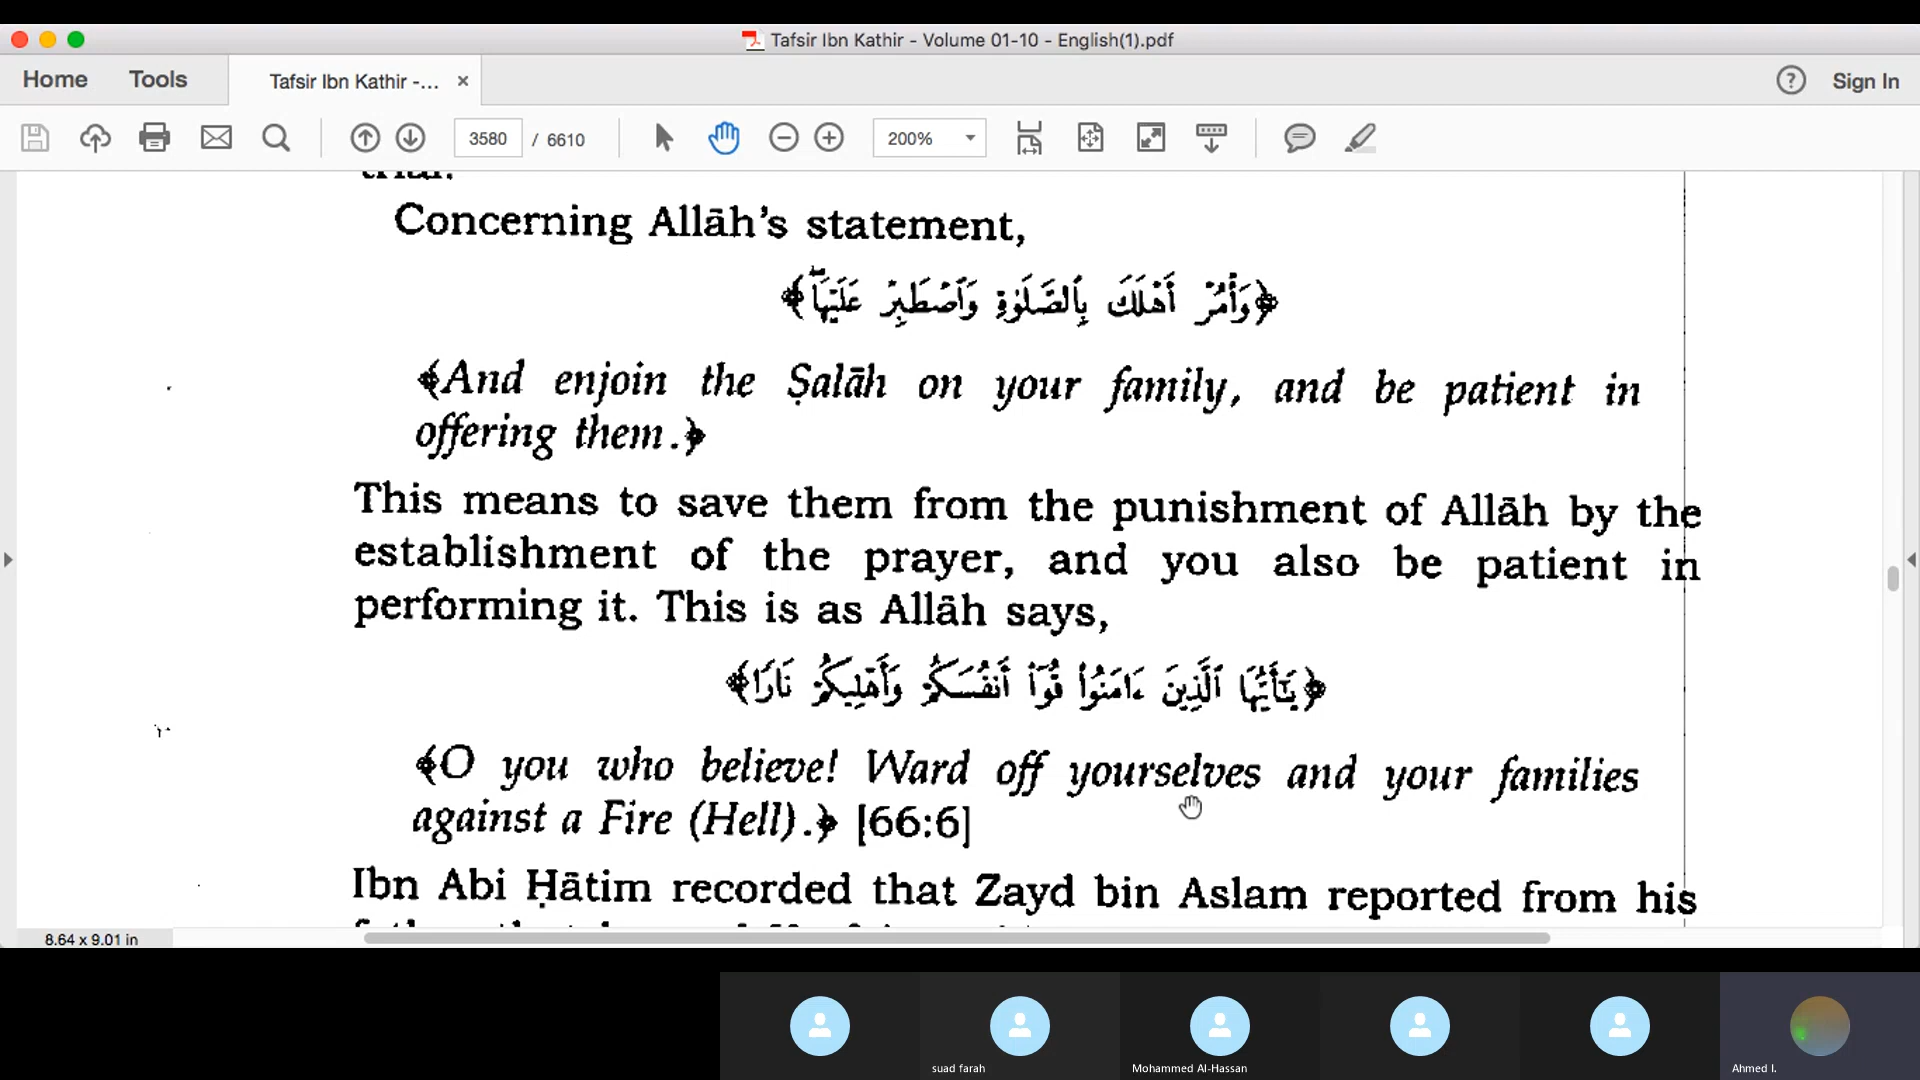 Tafsir Ibn Kathir - Volume 01-10 - English(1).pdf
Home Tools Tafsir Ibn Kathir -... × ? Sign In
3580 / 6610 200%
trial.
Concerning Allāh's statement,
﴿وَأْمُرْ أَهْلَكَ بِالصَّلَوٰةِ وَاصْطَبِرْ عَلَيْهَا﴾
﴾And enjoin the Ṣalāh on your family, and be patient in
offering them.﴿
This means to save them from the punishment of Allāh by the
establishment of the prayer, and you also be patient in
performing it. This is as Allāh says,
﴿يَٰٓأَيُّهَا ٱلَّذِينَ ءَامَنُوا۟ قُوٓا۟ أَنفُسَكُمْ وَأَهْلِيكُمْ نَارًا﴾
﴾O you who believe! Ward off yourselves and your families
against a Fire (Hell).﴿ [66:6]
Ibn Abi Ḥātim recorded that Zayd bin Aslam reported from his
8.64 x 9.01 in
suad farah
Mohammed Al-Hassan
Ahmed I.